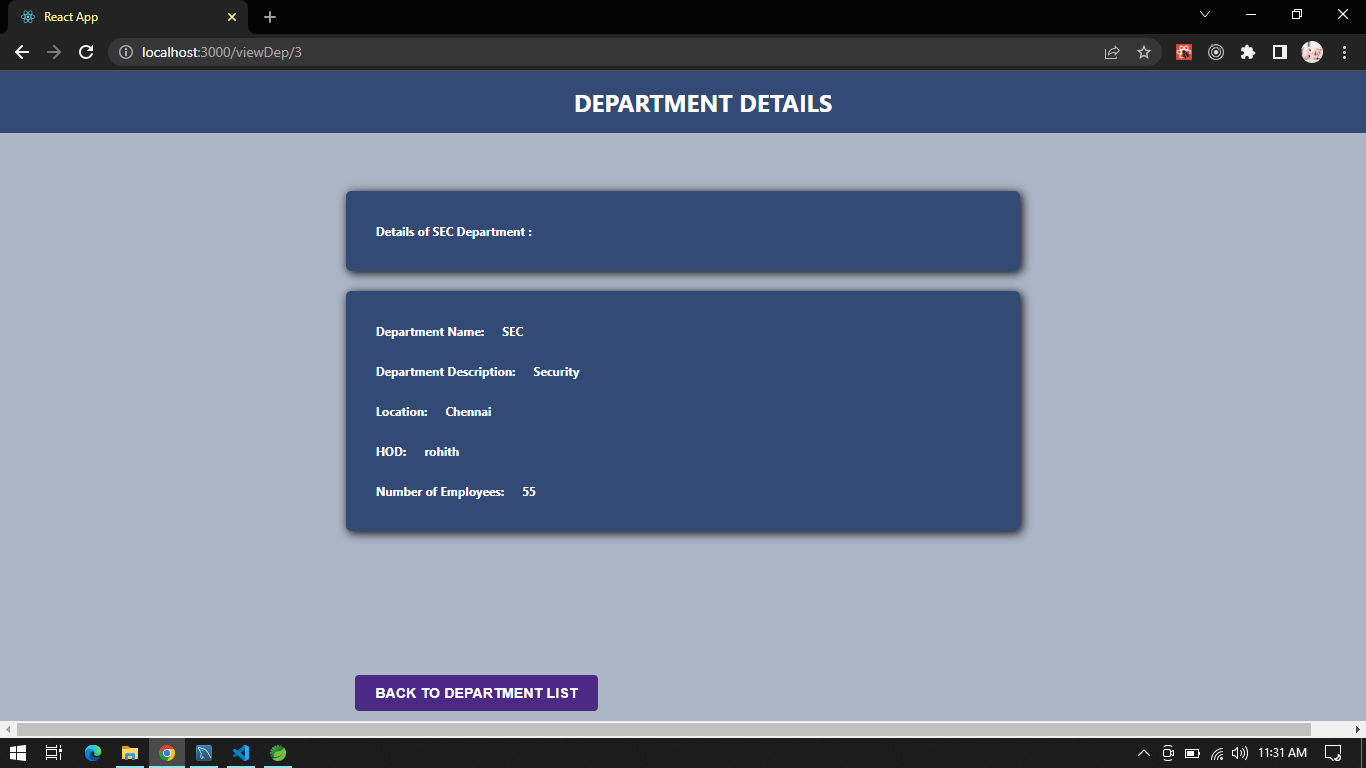 React App
localhost:3000/viewDep/3
DEPARTMENT DETAILS
Details of SEC Department :
Department Name: SEC
Department Description: Security
Location: Chennai
HOD: rohith
Number of Employees: 55
BACK TO DEPARTMENT LIST
11:31 AM